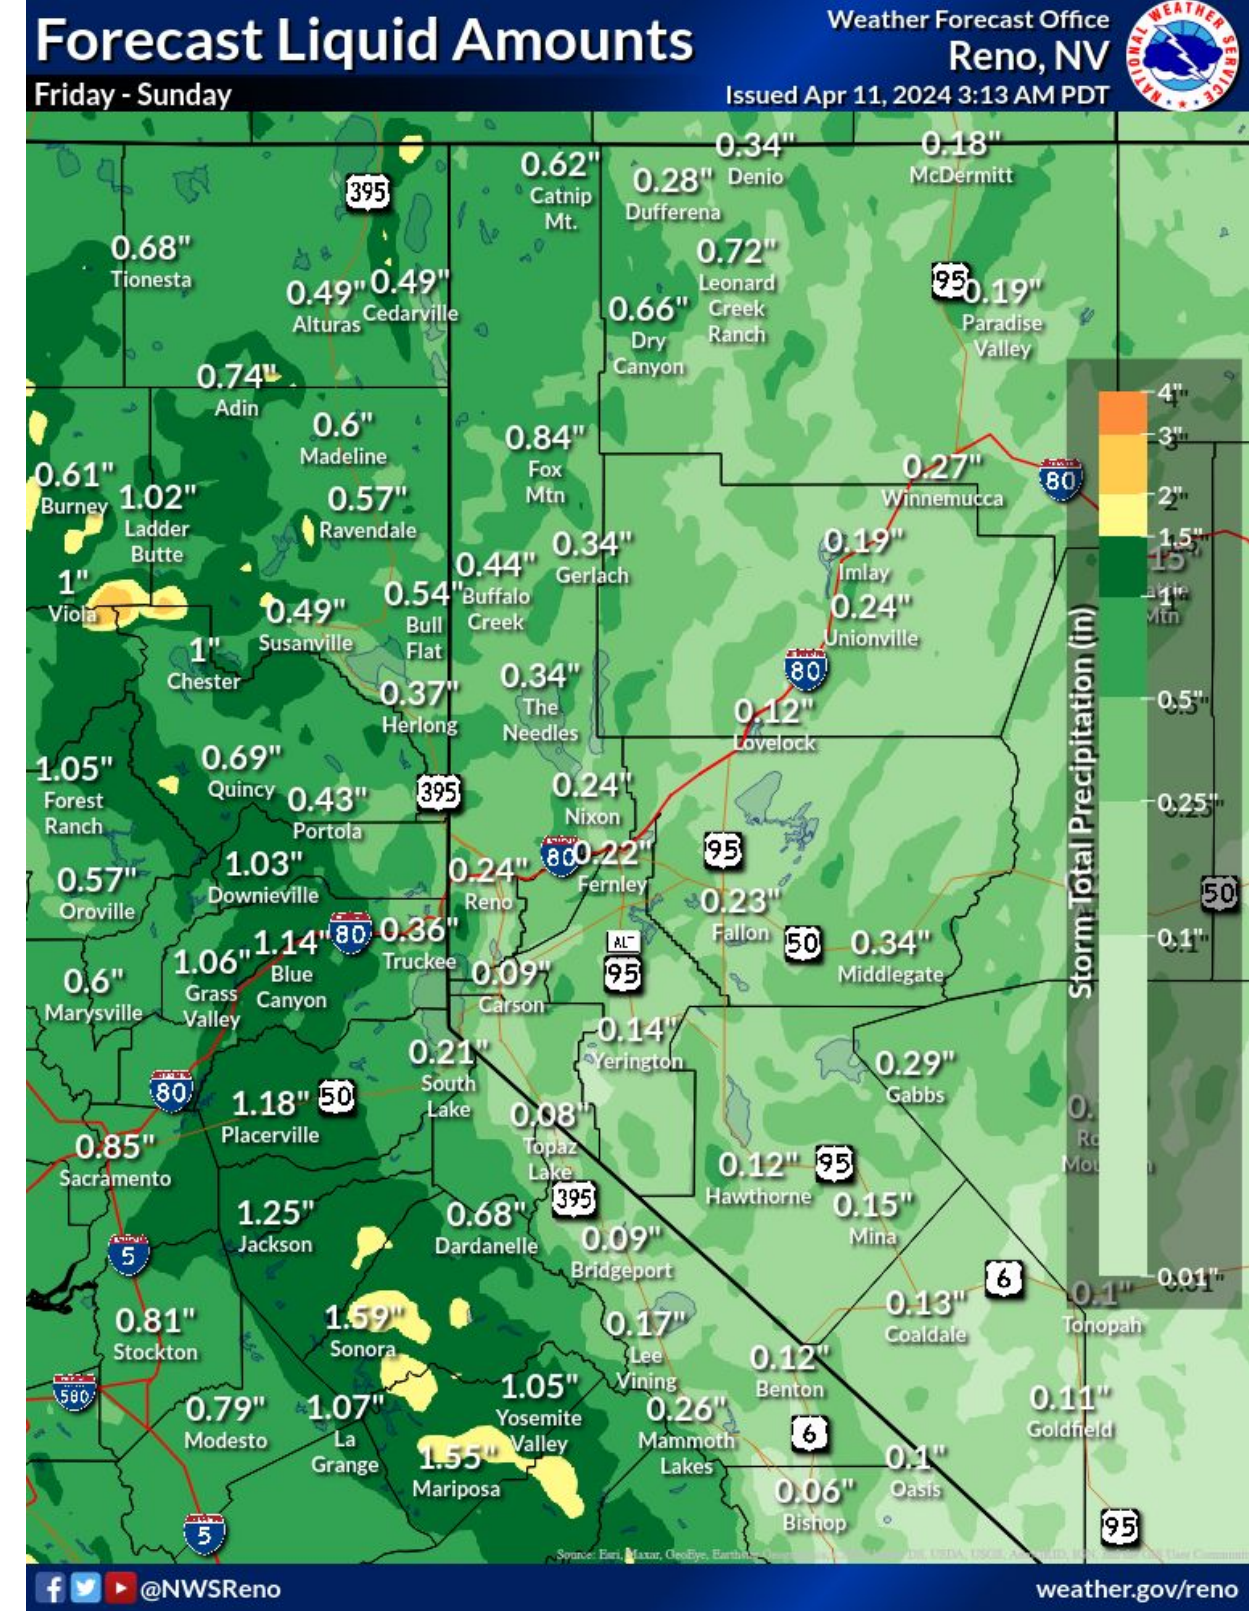 Forecast Liquid Amounts
Friday - Sunday
Weather Forecast Office
Reno, NV
Issued Apr 11, 2024 3:13 AM PDT
NATIONAL WEATHER SERVICE
0.34"
Denio
0.18"
McDermitt
0.62"
Catnip
Mt.
0.28"
Dufferena
395
0.68"
Tionesta
0.49"
Alturas
0.49"
Cedarville
0.72"
Leonard
Creek
Ranch
0.66"
Dry
Canyon
95
0.19"
Paradise
Valley
0.74"
Adin
0.6"
Madeline
0.84"
Fox
Mtn
0.61"
Burney
1.02"
Ladder
Butte
0.57"
Ravendale
0.27"
Winnemucca
80
0.34"
Gerlach
0.19"
Imlay
0.44"
Buffalo
Creek
1"
Viola
0.54"
Bull
Flat
0.49"
Susanville
0.24"
Unionville
80
1"
Chester
0.37"
Herlong
0.34"
The
Needles
0.12"
Lovelock
0.69"
Quincy
1.05"
Forest
Ranch
0.43"
Portola
395
0.24"
Nixon
80
0.22"
Fernley
95
1.03"
Downieville
0.24"
Reno
0.57"
Oroville
0.23"
Fallon
50
50
0.34"
Middlegate
80
0.36"
Truckee
ALT
95
1.14"
Blue
Canyon
1.06"
Grass
Valley
0.6"
Marysville
0.09"
Carson
0.14"
Yerington
0.21"
South
Lake
0.29"
Gabbs
80
50
1.18"
Placerville
0.08"
Topaz
Lake
0.85"
Sacramento
0.12"
Hawthorne
95
395
0.15"
Mina
1.25"
Jackson
0.68"
Dardanelle
0.09"
Bridgeport
5
6
0.1"
Tonopah
0.81"
Stockton
1.59"
Sonora
0.17"
Lee
Vining
0.13"
Coaldale
0.12"
Benton
580
0.79"
Modesto
1.07"
La
Grange
1.05"
Yosemite
Valley
0.26"
Mammoth
Lakes
6
0.11"
Goldfield
1.55"
Mariposa
0.1"
Oasis
0.06"
Bishop
5
95
Storm Total Precipitation (in)
4"
3"
2"
1.5"
1"
0.5"
0.25"
0.1"
0.01"
Mtn
Source: Esri, Maxar, GeoEye, Earthstar
@NWSReno
weather.gov/reno